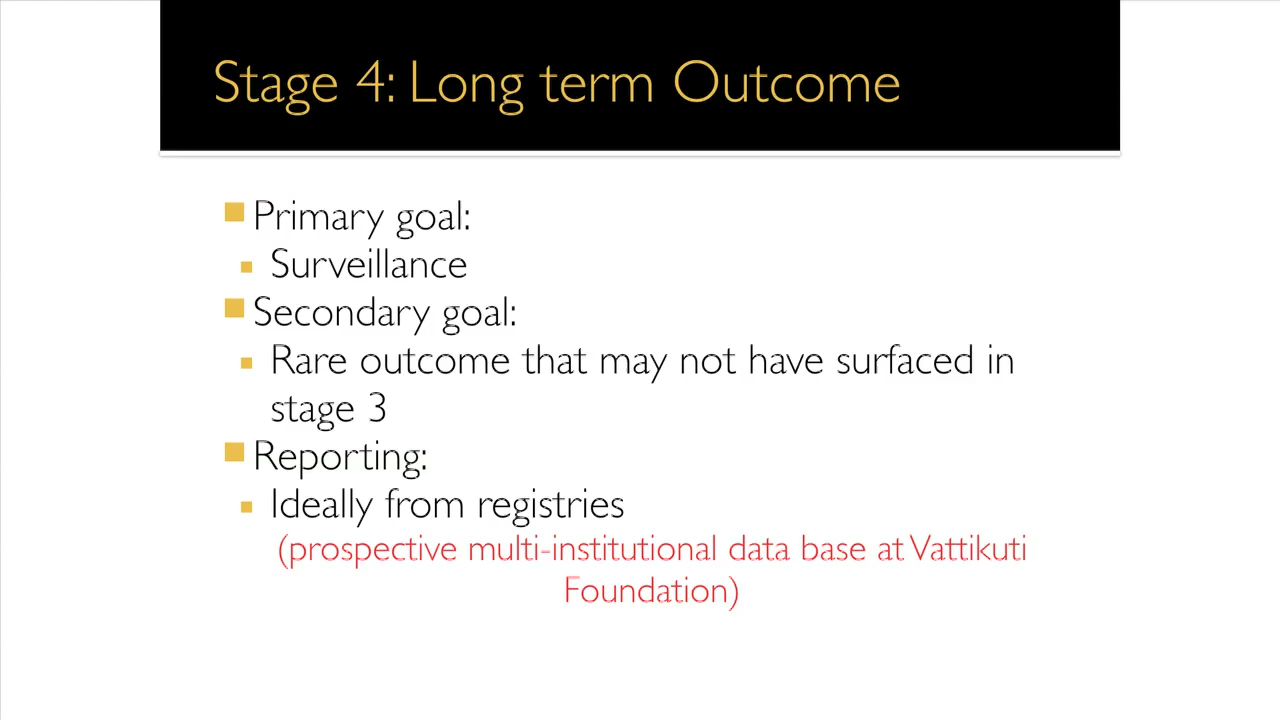 Stage 4: Long term Outcome
Primary goal:
Surveillance
Secondary goal:
Rare outcome that may not have surfaced in
stage 3
Reporting:
Ideally from registries
(prospective multi-institutional data base at Vattikuti
Foundation)